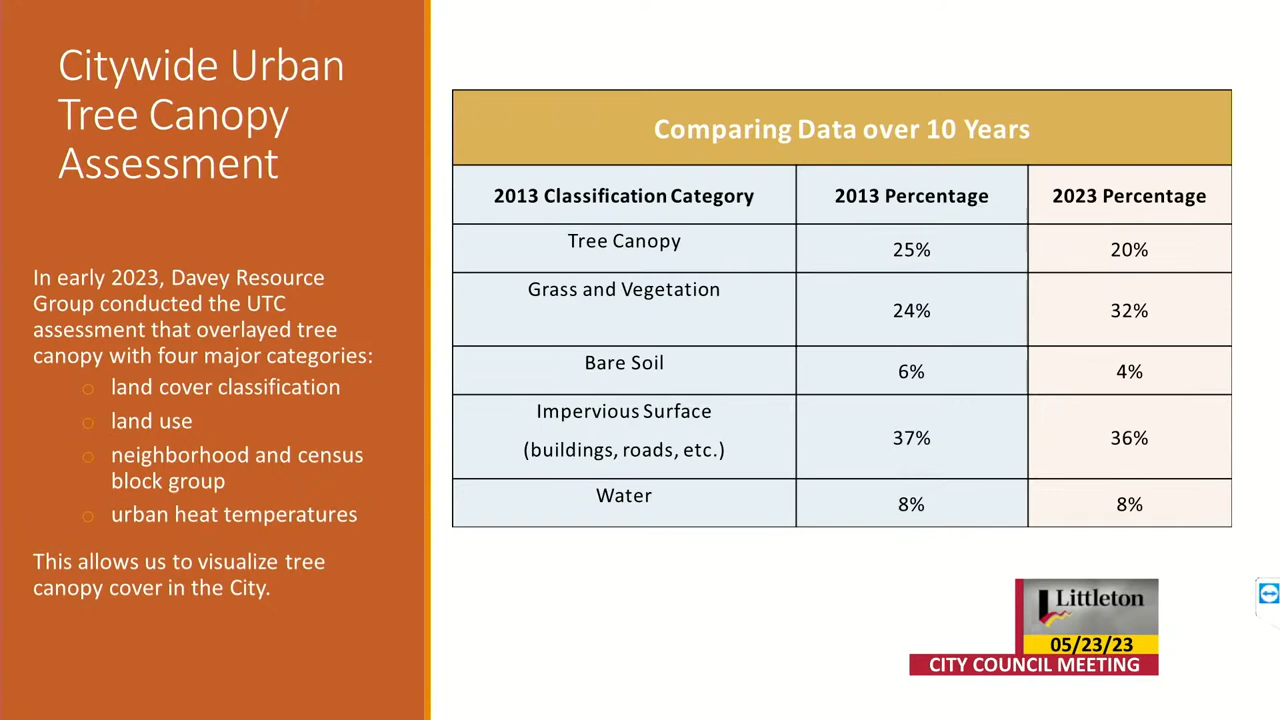 Citywide Urban
Tree Canopy
Assessment
In early 2023, Davey Resource
Group conducted the UTC
assessment that overlayed tree
canopy with four major categories:
land cover classification
land use
neighborhood and census
block group
urban heat temperatures
This allows us to visualize tree
canopy cover in the City.
Comparing Data over 10 Years
2013 Classification Category 2013 Percentage 2023 Percentage
Tree Canopy 25% 20%
Grass and Vegetation 24% 32%
Bare Soil 6% 4%
Impervious Surface
(buildings, roads, etc.) 37% 36%
Water 8% 8%
Littleton
05/23/23
CITY COUNCIL MEETING